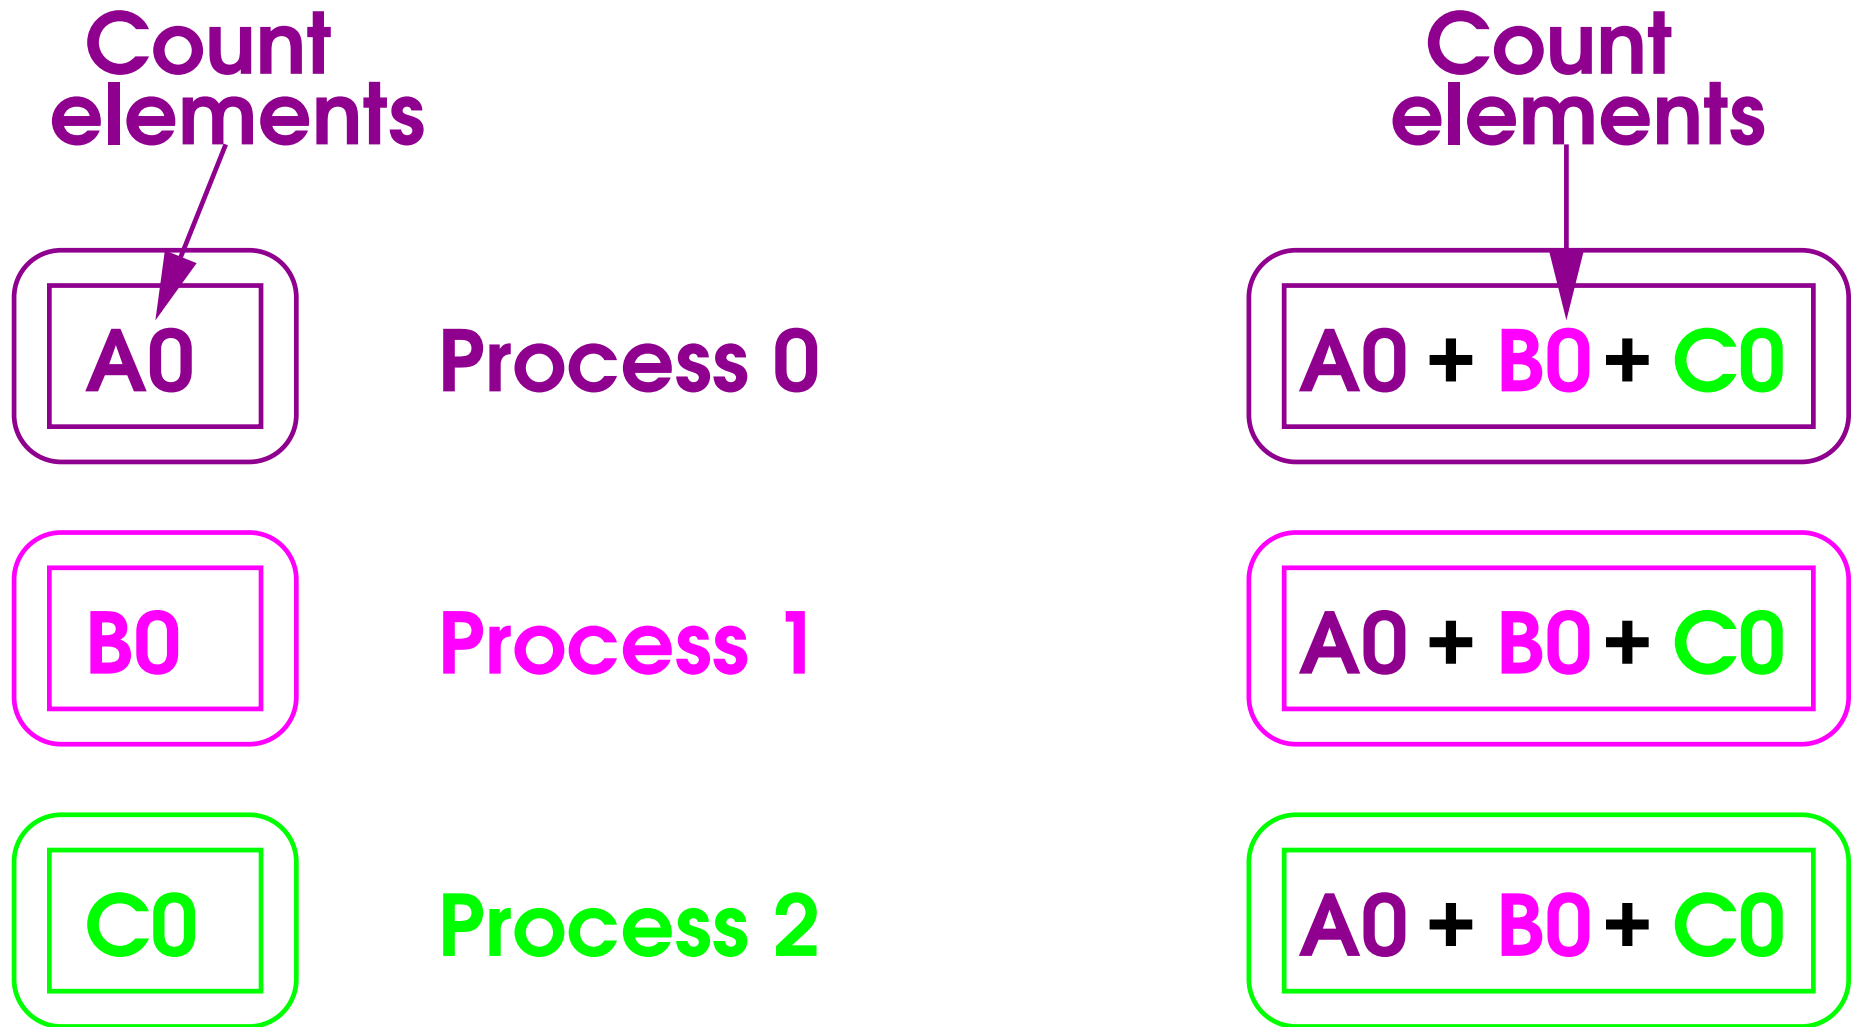 Count
elements
Count
elements
A0
Process 0
A0 + B0 + C0
B0
Process 1
A0 + B0 + C0
C0
Process 2
A0 + B0 + C0